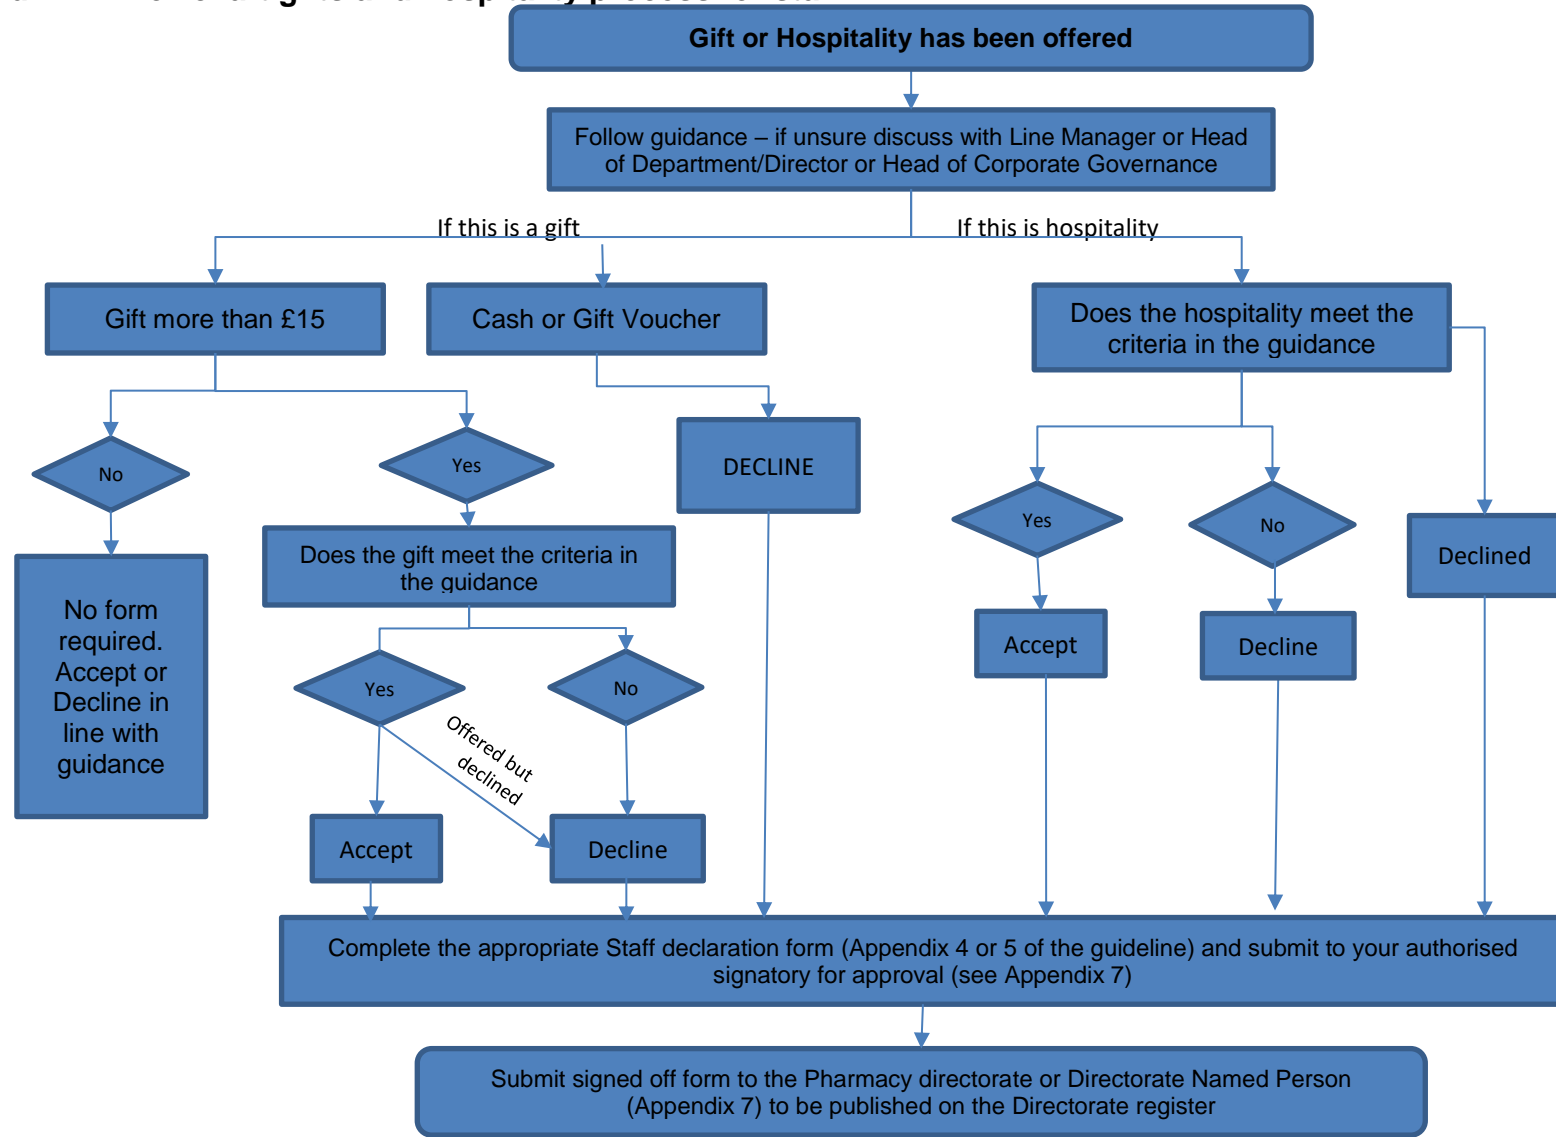 Gift or Hospitality has been offered
Follow guidance – if unsure discuss with Line Manager or Head
of Department/Director or Head of Corporate Governance
If this is a gift
If this is hospitality
Gift more than £15
Cash or Gift Voucher
Does the hospitality meet the
criteria in the guidance
No
Yes
DECLINE
Yes
No
Declined
Does the gift meet the criteria in
the guidance
No form
required.
Accept or
Decline in
line with
guidance
Accept
Decline
Yes
No
Offered but
declined
Accept
Decline
Complete the appropriate Staff declaration form (Appendix 4 or 5 of the guideline) and submit to your authorised
signatory for approval (see Appendix 7)
Submit signed off form to the Pharmacy directorate or Directorate Named Person
(Appendix 7) to be published on the Directorate register